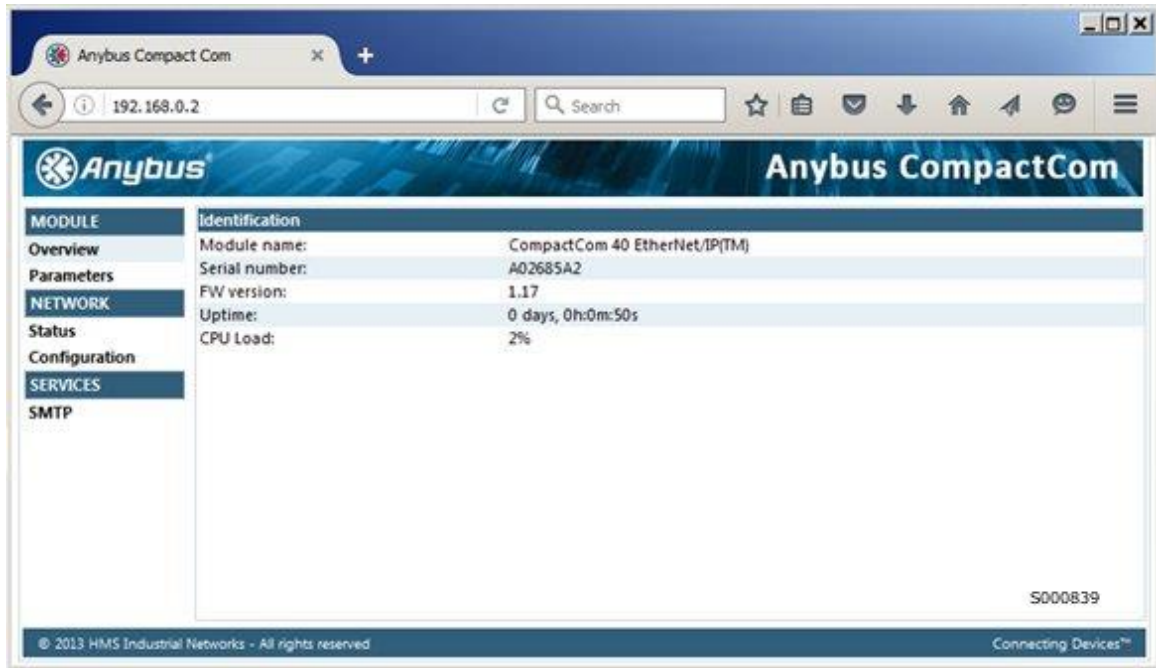 Anybus Compact Com
192.168.0.2
Search
Anybus
Anybus CompactCom
MODULE
Overview
Parameters
NETWORK
Status
Configuration
SERVICES
SMTP
Identification
Module name: CompactCom 40 EtherNet/IP(TM)
Serial number: A02685A2
FW version: 1.17
Uptime: 0 days, 0h:0m:50s
CPU Load: 2%
S000839
© 2013 HMS Industrial Networks - All rights reserved
Connecting Devices™